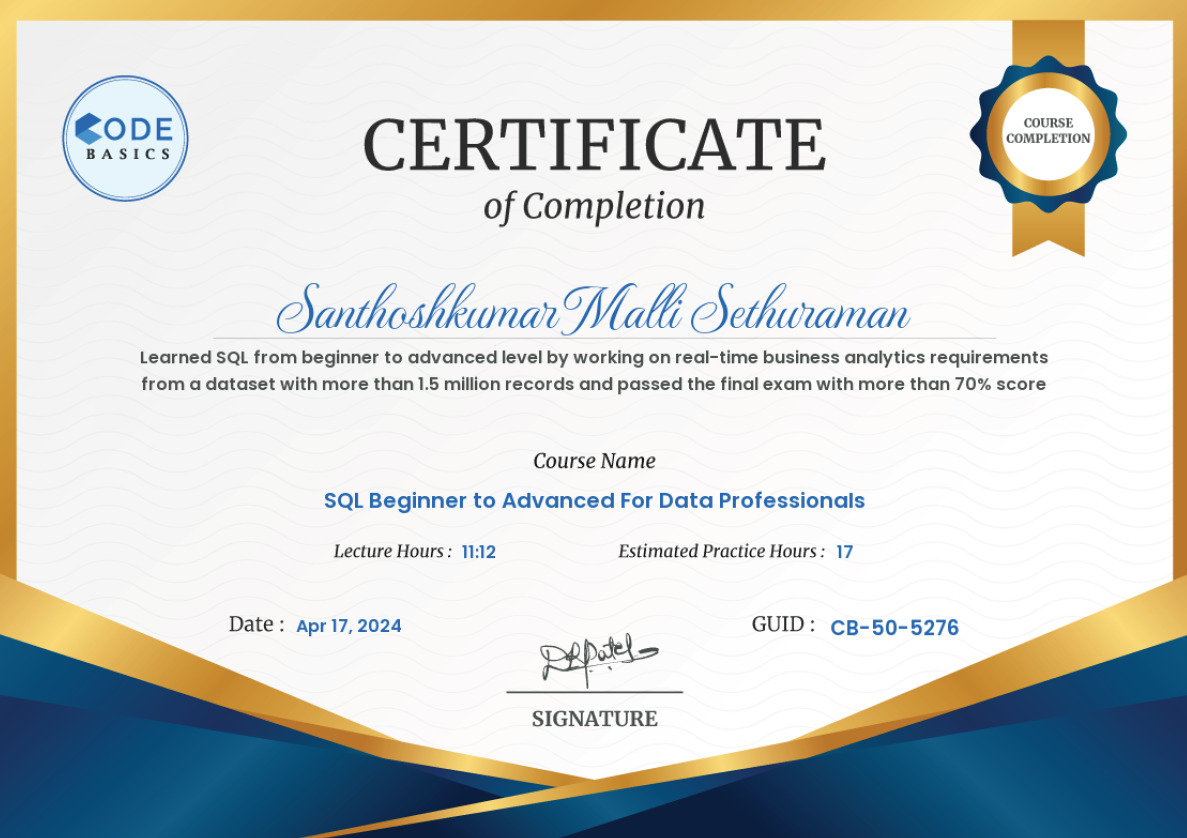 CODE
BASICS
CERTIFICATE
of Completion
COURSE
COMPLETION
Santhoshkumar Malli Sethuraman
Learned SQL from beginner to advanced level by working on real-time business analytics requirements
from a dataset with more than 1.5 million records and passed the final exam with more than 70% score
Course Name
SQL Beginner to Advanced For Data Professionals
Lecture Hours : 11:12 Estimated Practice Hours : 17
Date : Apr 17, 2024 GUID : CB-50-5276
DPatel
SIGNATURE